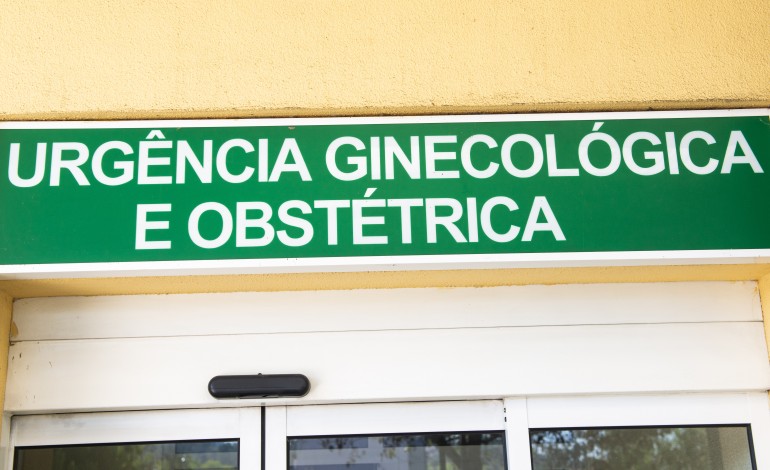 URGÊNCIA GINECOLÓGICA
E OBSTÉTRICA